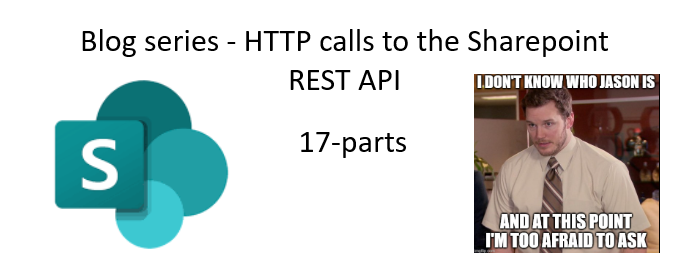 Blog series - HTTP calls to the Sharepoint
REST API
17-parts
S
I DON'T KNOW WHO JASON IS
AND AT THIS POINT
I'M TOO AFRAID TO ASK